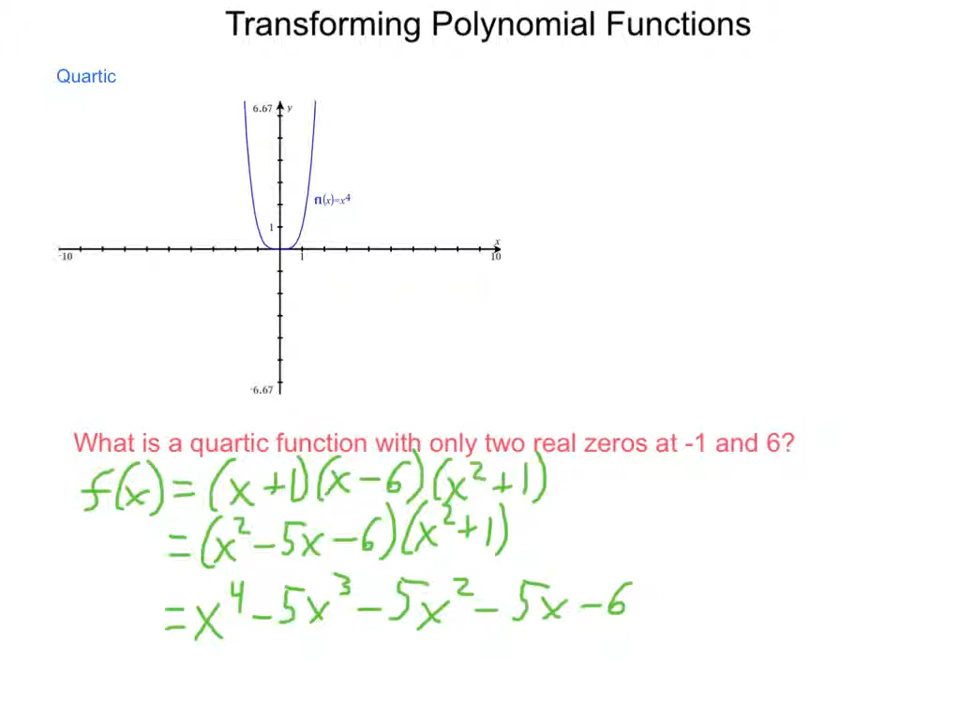 Transforming Polynomial Functions
Quartic
6.67 y
f1(x)=x⁴
1
x
-10 1 10
-6.67
What is a quartic function with only two real zeros at -1 and 6?
f(x) = (x+1)(x-6)(x²+1)
= (x²-5x-6)(x²+1)
= x⁴-5x³-5x²-5x-6